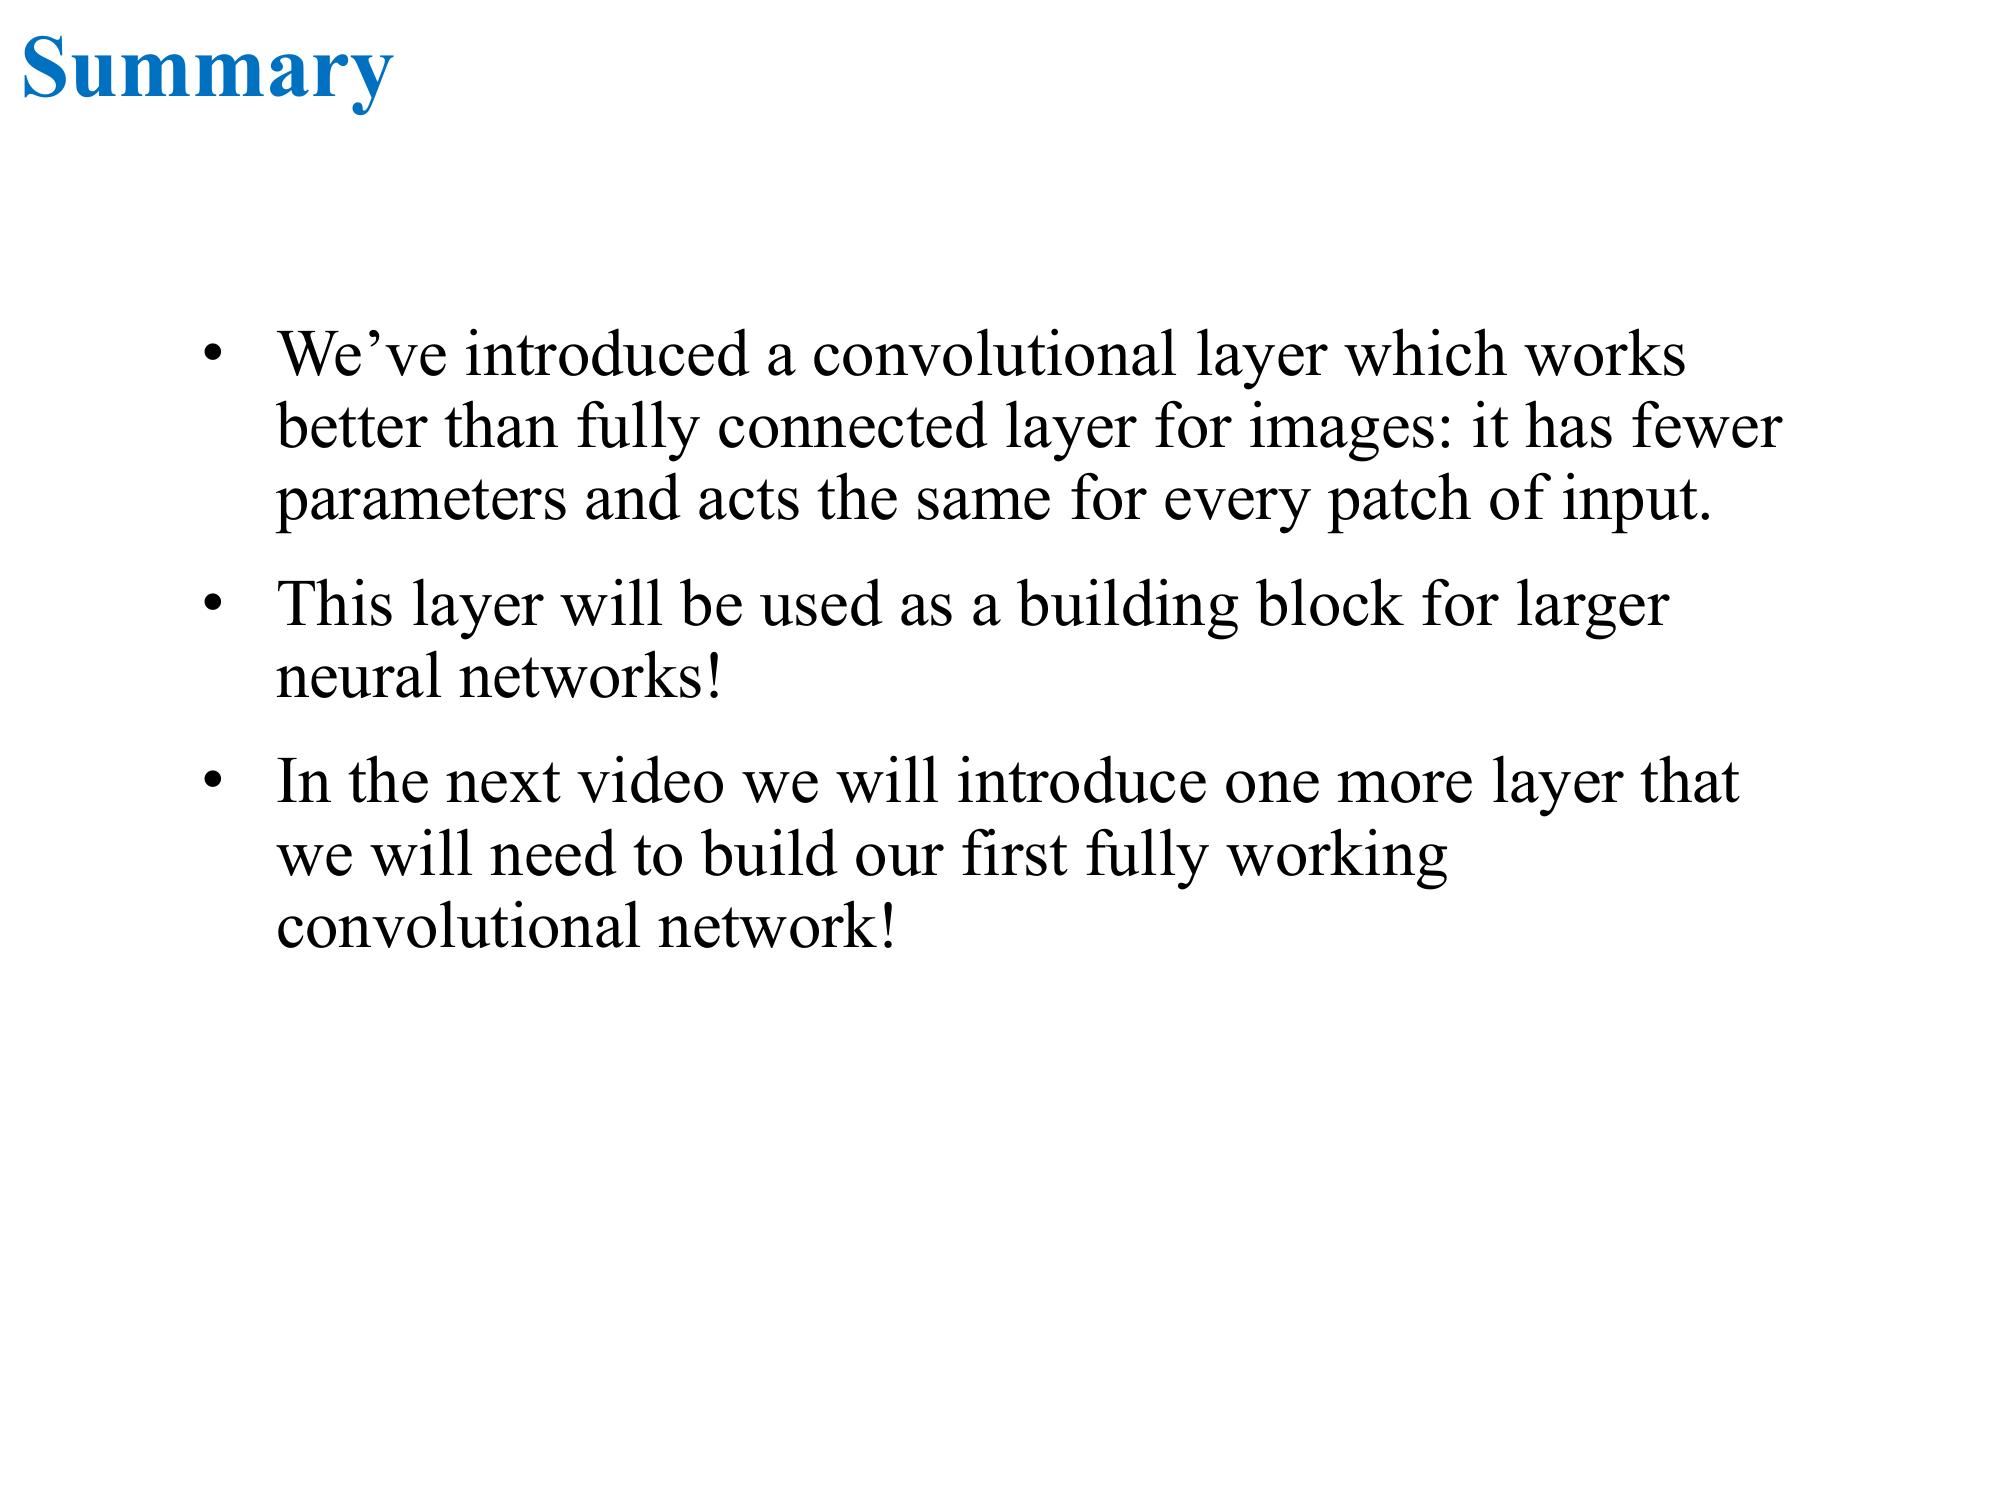 Summary
• We’ve introduced a convolutional layer which works
better than fully connected layer for images: it has fewer
parameters and acts the same for every patch of input.
• This layer will be used as a building block for larger
neural networks!
• In the next video we will introduce one more layer that
we will need to build our first fully working
convolutional network!